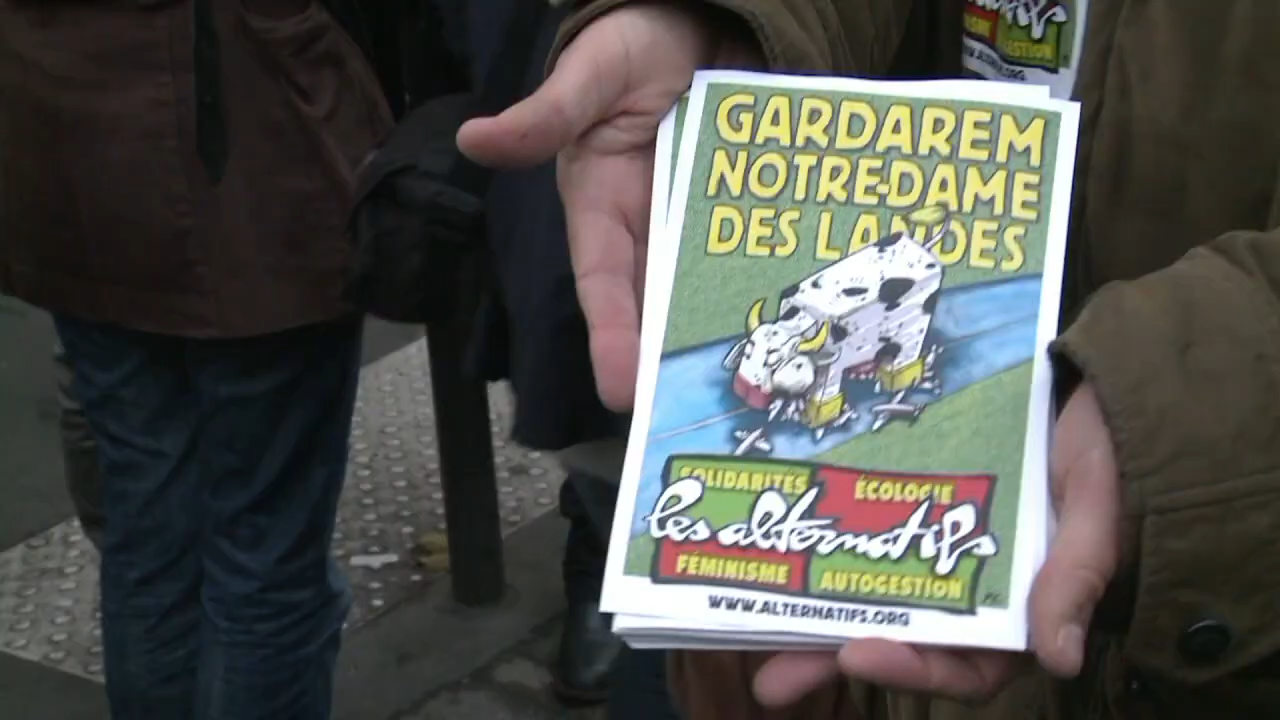 GARDAREM
NOTRE-DAME
DES LANDES
SOLIDARITÉS
ÉCOLOGIE
les alternatifs
FÉMINISME
AUTOGESTION
WWW.ALTERNATIFS.ORG